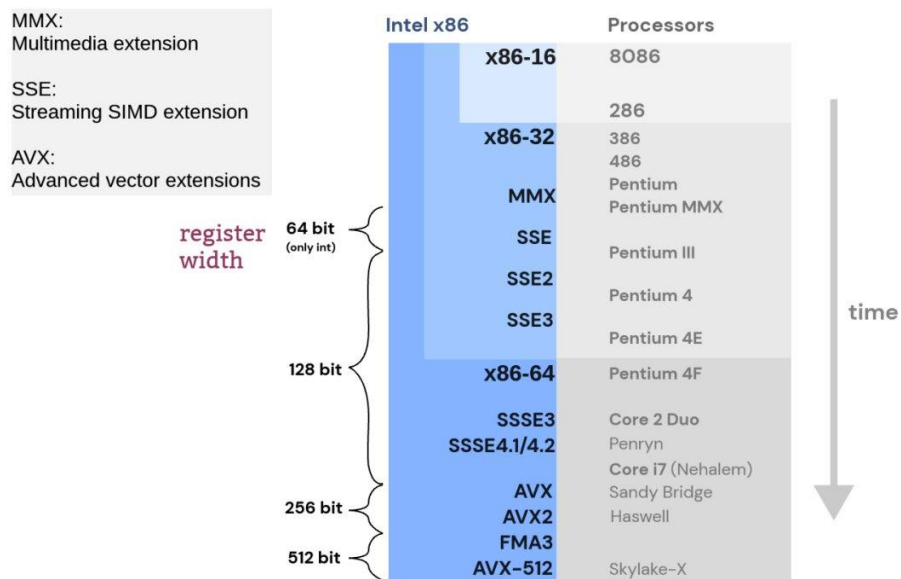 MMX:
Multimedia extension
SSE:
Streaming SIMD extension
AVX:
Advanced vector extensions
register
width
64 bit
(only int)
128 bit
256 bit
512 bit
Intel x86
x86-16
x86-32
MMX
SSE
SSE2
SSE3
x86-64
SSSE3
SSSE4.1/4.2
AVX
AVX2
FMA3
AVX-512
Processors
8086
286
386
486
Pentium
Pentium MMX
Pentium III
Pentium 4
Pentium 4E
Pentium 4F
Core 2 Duo
Penryn
Core i7 (Nehalem)
Sandy Bridge
Haswell
Skylake-X
time